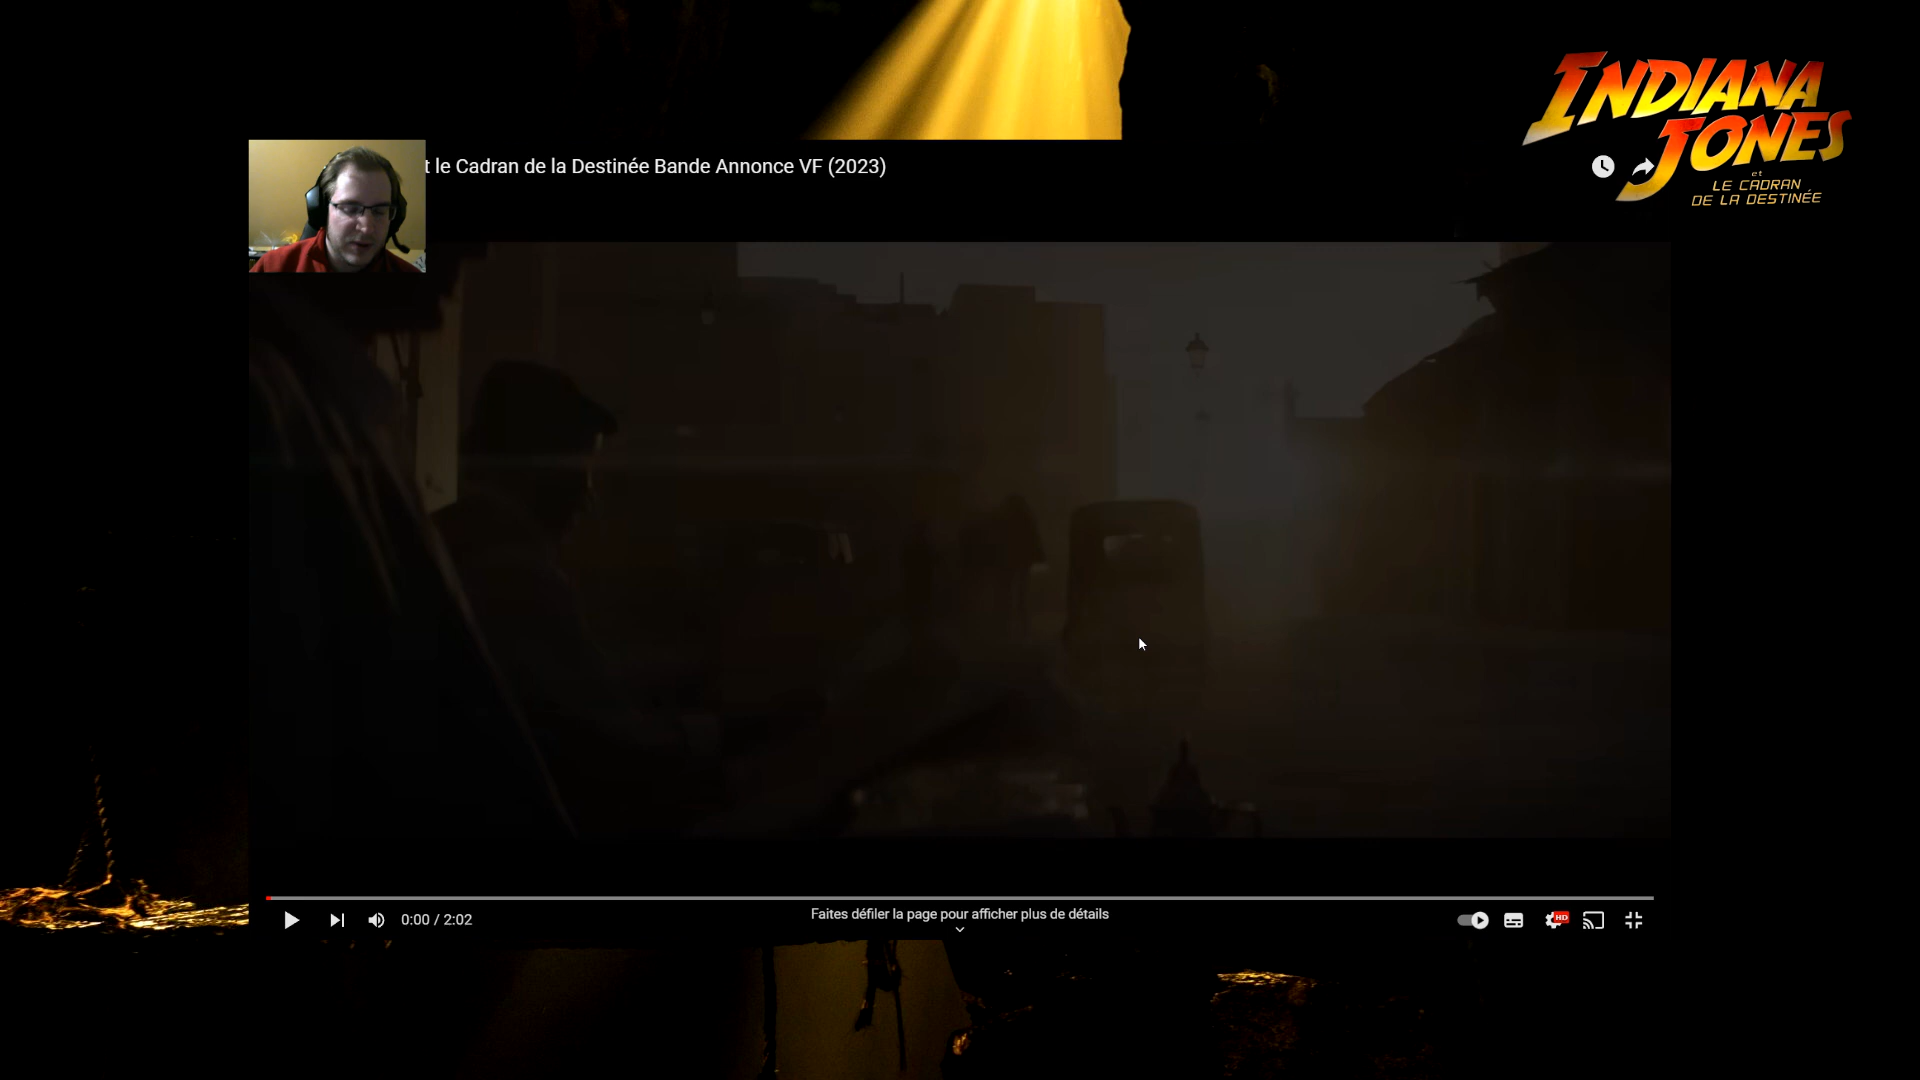 INDIANA
JONES
et
LE CADRAN
DE LA DESTINÉE
t le Cadran de la Destinée Bande Annonce VF (2023)
0:00 / 2:02
Faites défiler la page pour afficher plus de détails
HD